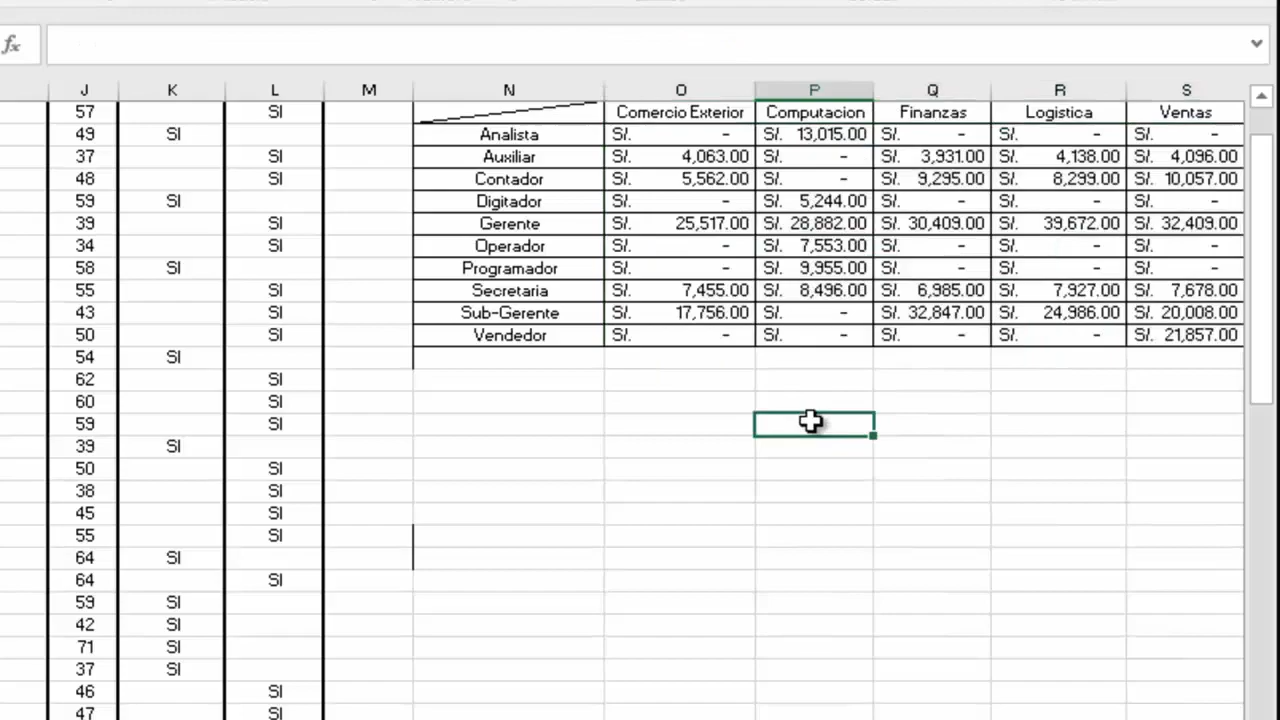 fx
J K L M N O P Q R S
57 SI Comercio Exterior Computacion Finanzas Logistica Ventas
49 SI Analista S/. - S/. 13,015.00 S/. - S/. - S/. -
37 SI Auxiliar S/. 4,063.00 S/. - S/. 3,931.00 S/. 4,138.00 S/. 4,096.00
48 SI Contador S/. 5,562.00 S/. - S/. 9,295.00 S/. 8,299.00 S/. 10,057.00
59 SI Digitador S/. - S/. 5,244.00 S/. - S/. - S/. -
39 SI Gerente S/. 25,517.00 S/. 28,882.00 S/. 30,409.00 S/. 39,672.00 S/. 32,409.00
34 SI Operador S/. - S/. 7,553.00 S/. - S/. - S/. -
58 SI Programador S/. - S/. 9,955.00 S/. - S/. - S/. -
55 SI Secretaria S/. 7,455.00 S/. 8,496.00 S/. 6,985.00 S/. 7,927.00 S/. 7,678.00
43 SI Sub-Gerente S/. 17,756.00 S/. - S/. 32,847.00 S/. 24,986.00 S/. 20,008.00
50 SI Vendedor S/. - S/. - S/. - S/. - S/. 21,857.00
54 SI
62 SI
60 SI
59 SI
39 SI
50 SI
38 SI
45 SI
55 SI
64 SI
64 SI
59 SI
42 SI
71 SI
37 SI
46 SI
47 SI